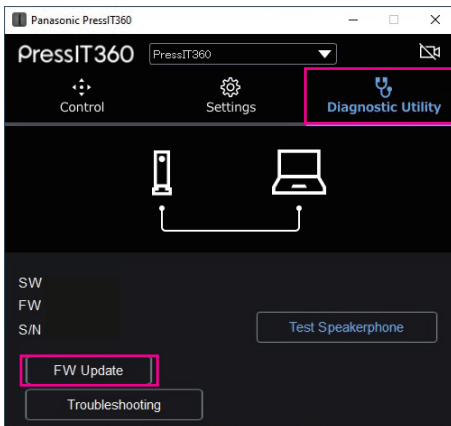 Panasonic PressIT360
PressIT360 PressIT360
Control Settings Diagnostic Utility
SW
FW
S/N
Test Speakerphone
FW Update
Troubleshooting